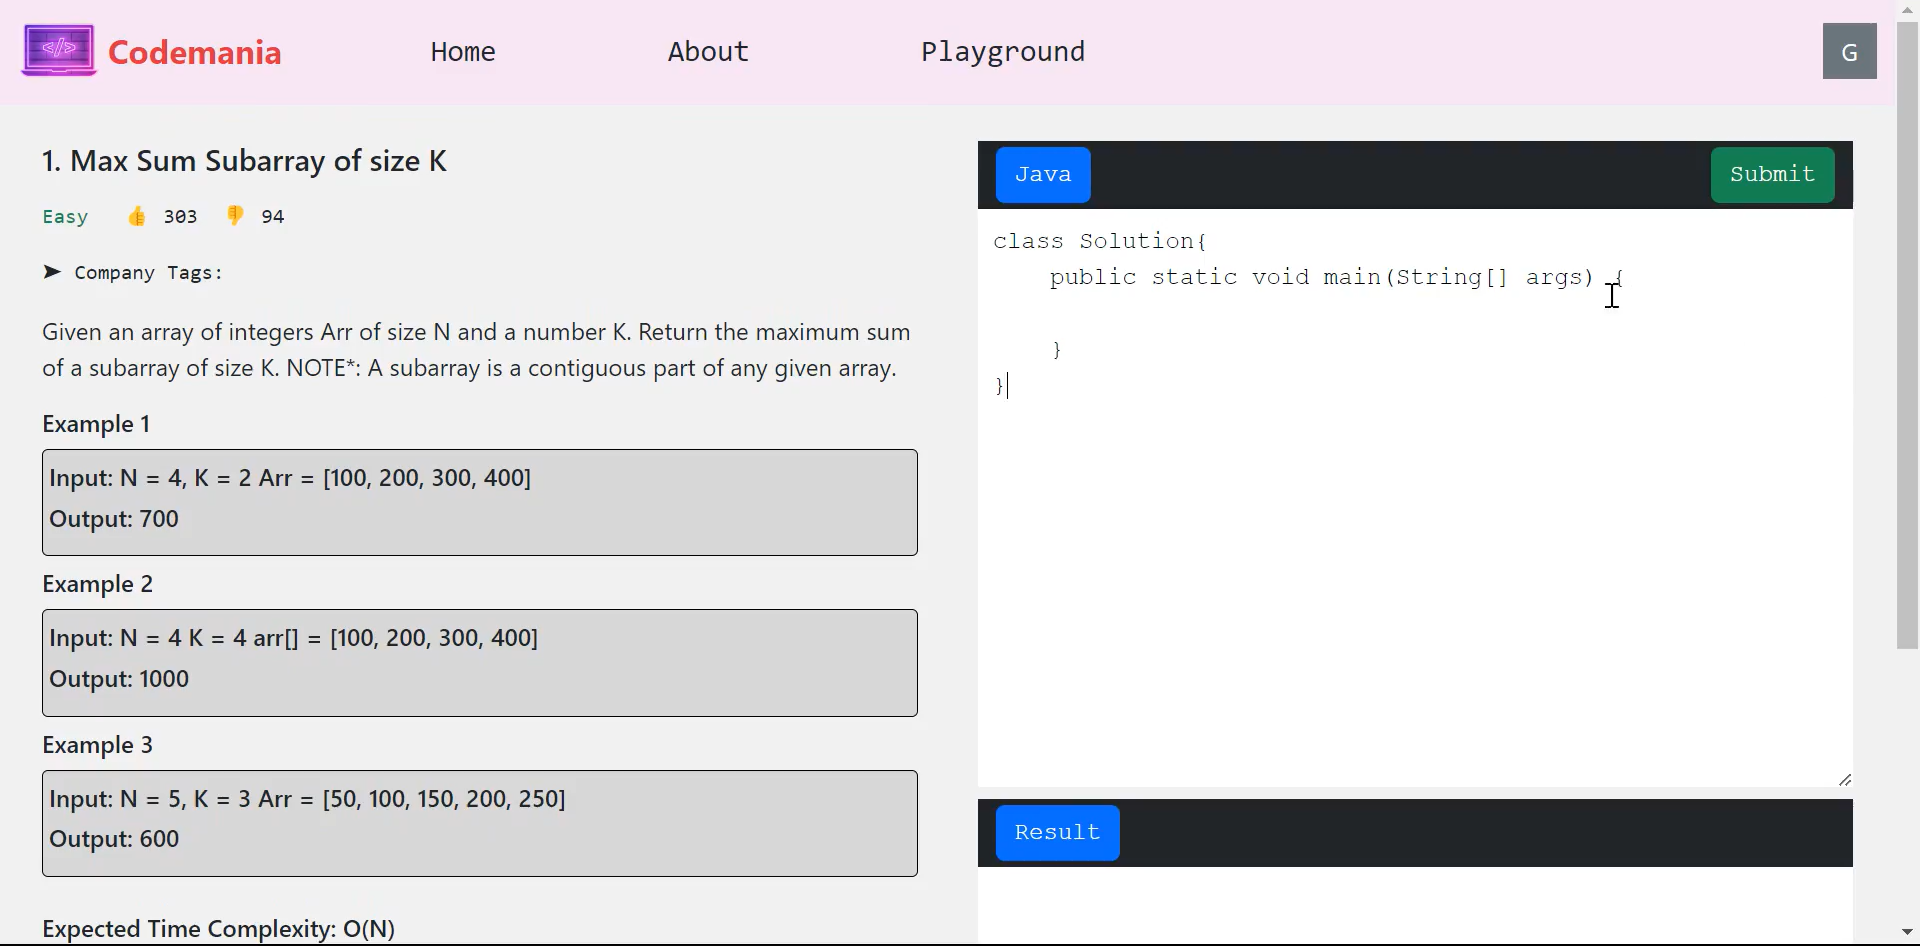 </>
Codemania
Home
About
Playground
G
1. Max Sum Subarray of size K
Easy 👍 303 👎 94
➤ Company Tags:
Given an array of integers Arr of size N and a number K. Return the maximum sum
of a subarray of size K. NOTE*: A subarray is a contiguous part of any given array.
Example 1
Input: N = 4, K = 2 Arr = [100, 200, 300, 400]
Output: 700
Example 2
Input: N = 4 K = 4 arr[] = [100, 200, 300, 400]
Output: 1000
Example 3
Input: N = 5, K = 3 Arr = [50, 100, 150, 200, 250]
Output: 600
Expected Time Complexity: O(N)
Java
Submit
class Solution{
    public static void main(String[] args) {
    }
}
Result